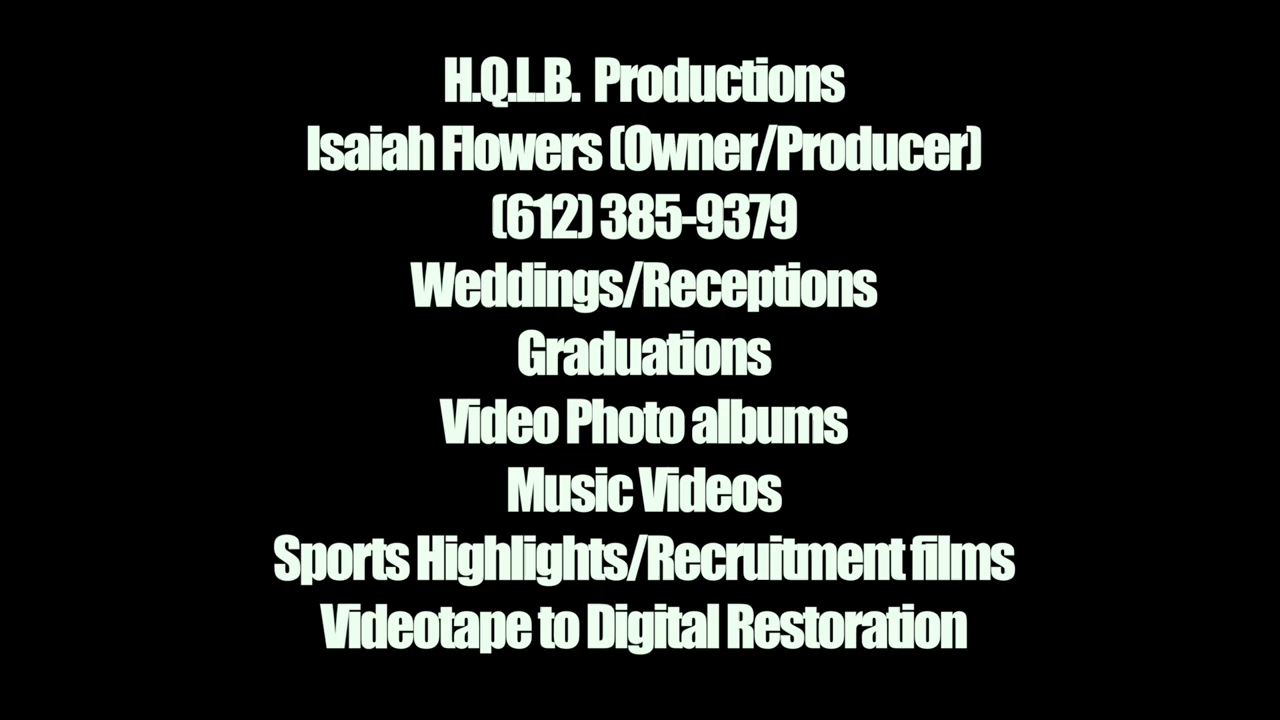 H.Q.L.B. Productions
Isaiah Flowers (Owner/Producer)
(612) 385-9379
Weddings/Receptions
Graduations
Video Photo albums
Music Videos
Sports Highlights/Recruitment films
Videotape to Digital Restoration